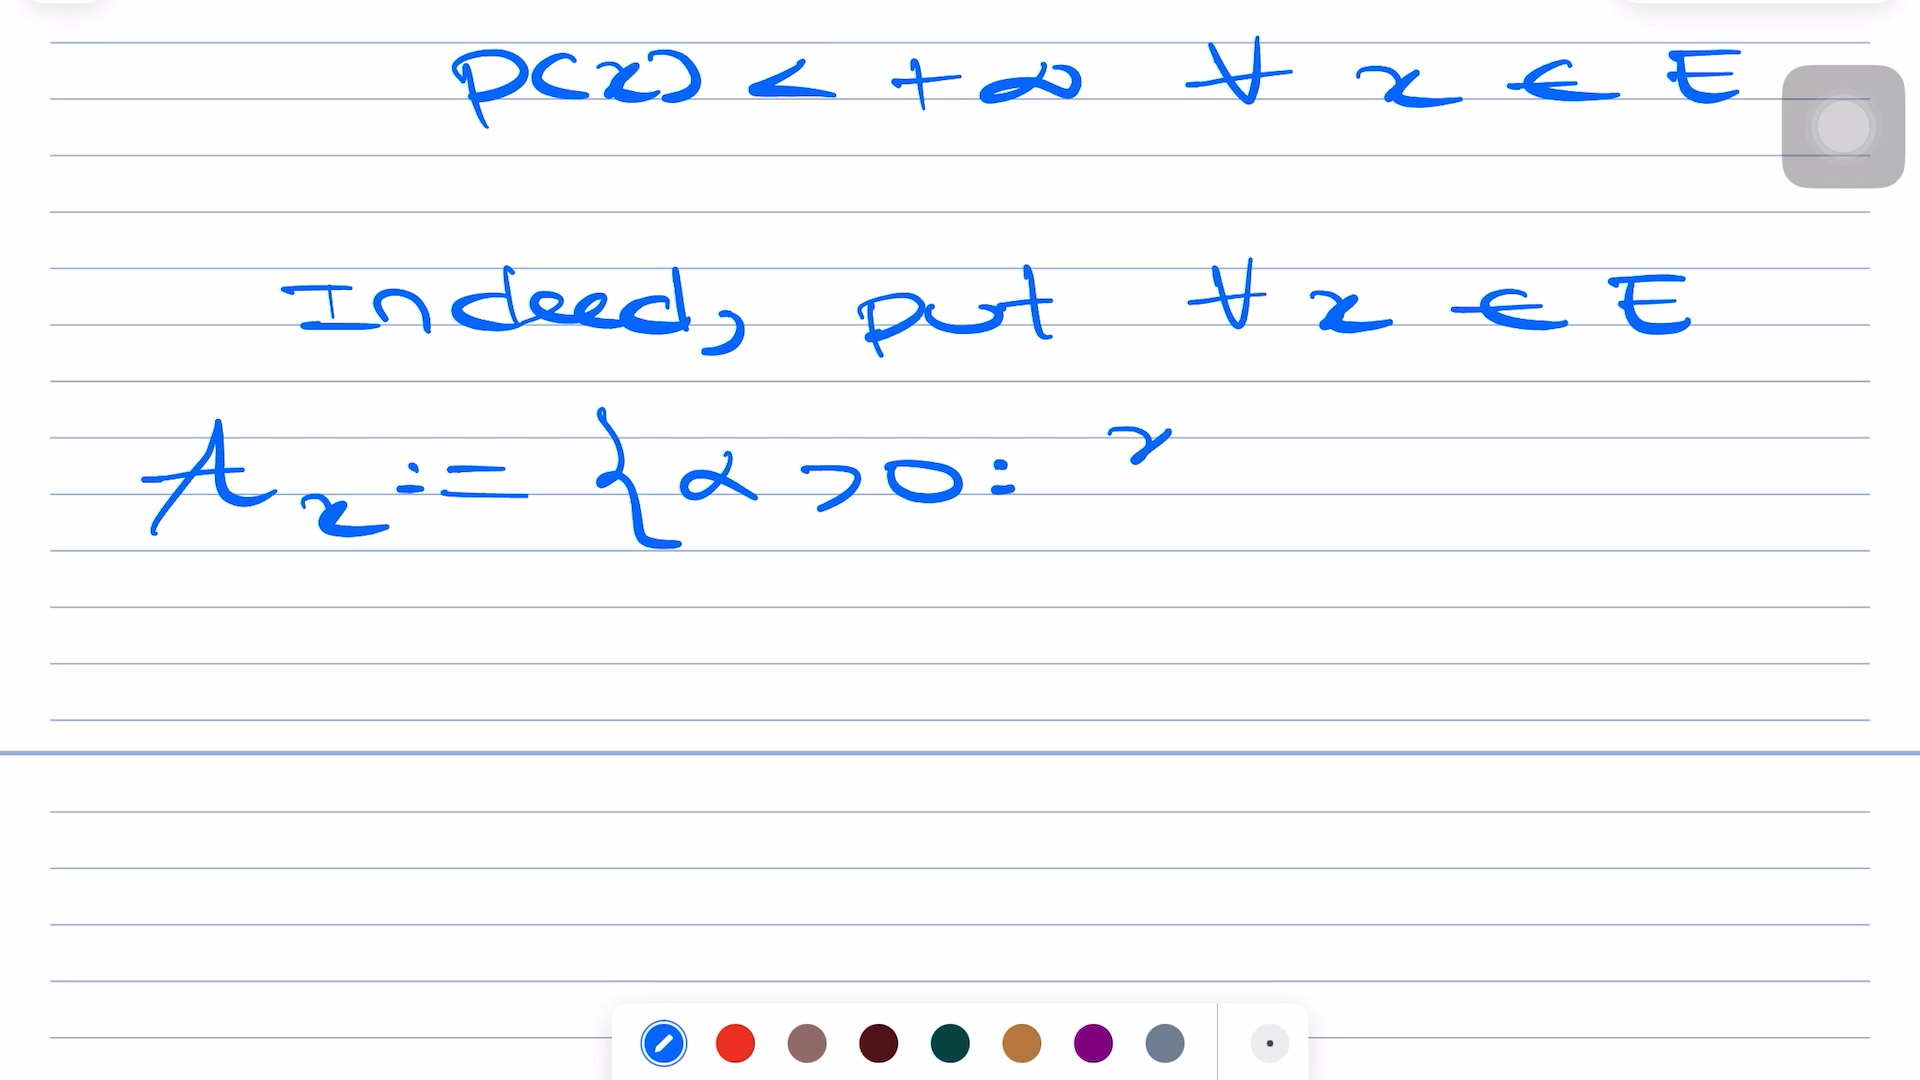 p(x) < +∞ ∀ x ∈ E
Indeed, put ∀ x ∈ E
A_x := {α > 0 : x